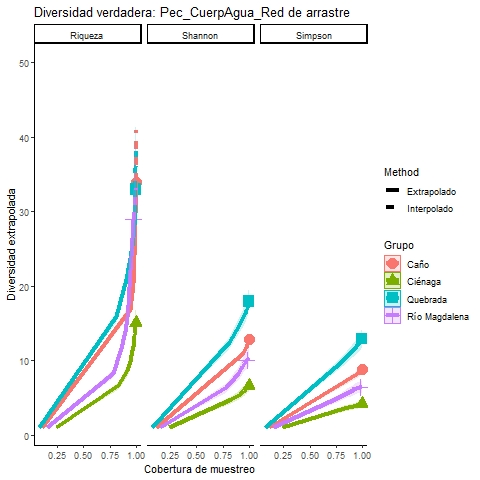 Diversidad verdadera: Pec_CuerpAgua_Red de arrastre
Riqueza
Shannon
Simpson
Diversidad extrapolada
50
40
30
20
10
0
0.25 0.50 0.75 1.00
0.25 0.50 0.75 1.00
0.25 0.50 0.75 1.00
Cobertura de muestreo
Method
Extrapolado
Interpolado
Grupo
Caño
Ciénaga
Quebrada
Río Magdalena